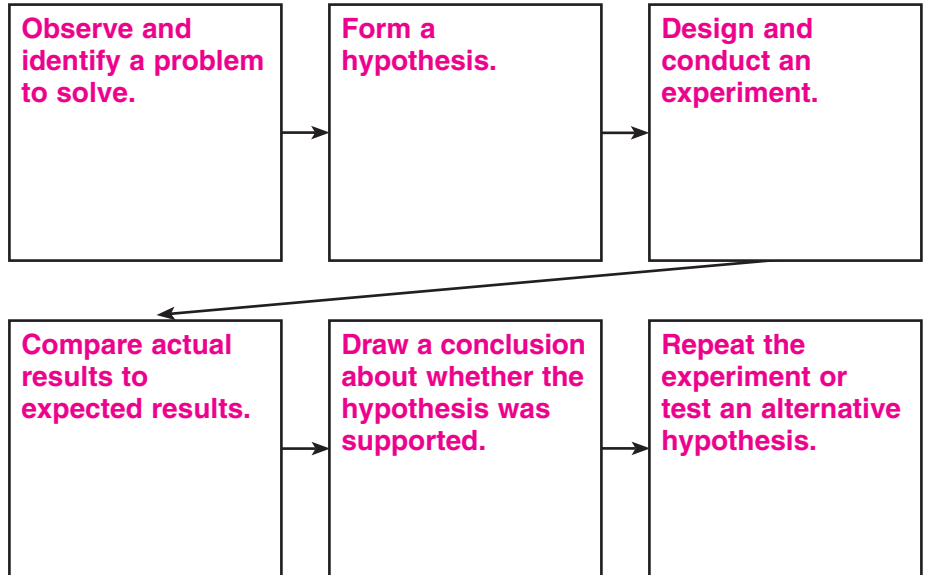 Observe and
identify a problem
to solve.
Form a
hypothesis.
Design and
conduct an
experiment.
Compare actual
results to
expected results.
Draw a conclusion
about whether the
hypothesis was
supported.
Repeat the
experiment or
test an alternative
hypothesis.